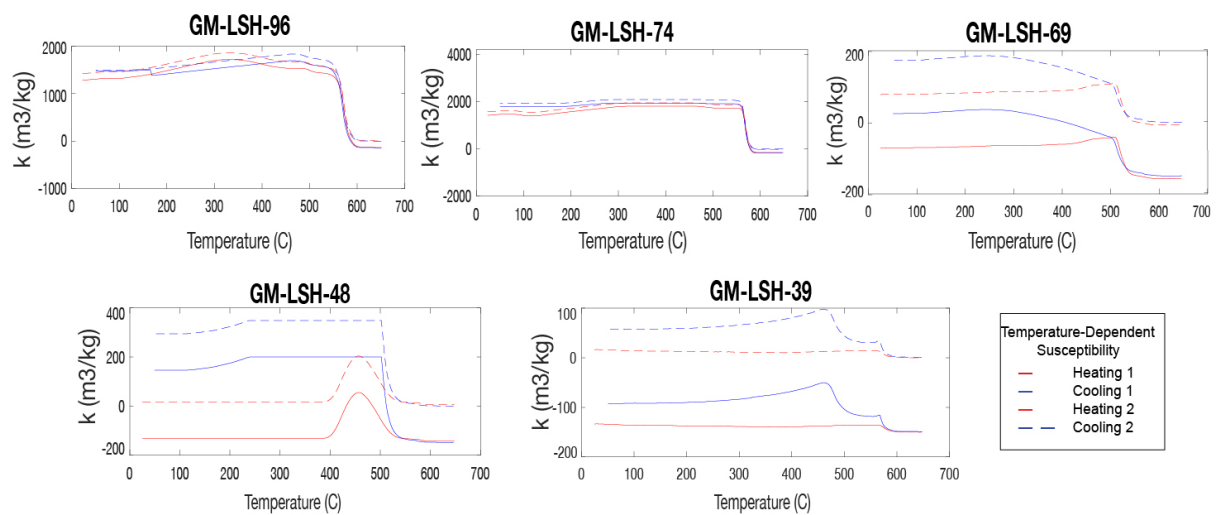 GM-LSH-96
2000
1000
0
-1000
k (m3/kg)
0 100 200 300 400 500 600 700
Temperature (C)
GM-LSH-74
4000
2000
0
-2000
k (m3/kg)
0 100 200 300 400 500 600 700
Temperature (C)
GM-LSH-69
200
0
-200
k (m3/kg)
0 100 200 300 400 500 600 700
Temperature (C)
GM-LSH-48
400
200
0
-200
k (m3/kg)
0 100 200 300 400 500 600 700
Temperature (C)
GM-LSH-39
100
0
-100
-200
k (m3/kg)
0 100 200 300 400 500 600 700
Temperature (C)
Temperature-Dependent
Susceptibility
Heating 1
Cooling 1
Heating 2
Cooling 2